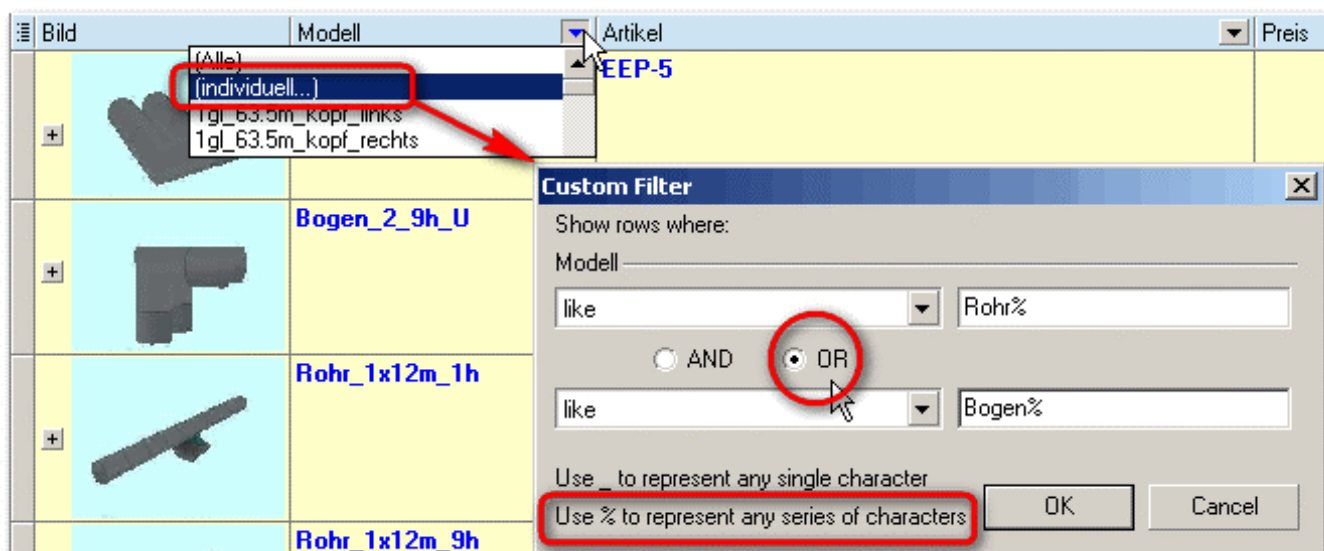 Bild Modell Artikel Preis
(Alle)
EEP-5
(individuell...)
1gl_63.5m_kopf_links
1gl_63.5m_kopf_rechts
Custom Filter
Bogen_2_9h_U
Show rows where:
Modell
like Rohr%
AND OR
Rohr_1x12m_1h
like Bogen%
Use _ to represent any single character
Use % to represent any series of characters
OK Cancel
Rohr_1x12m_9h